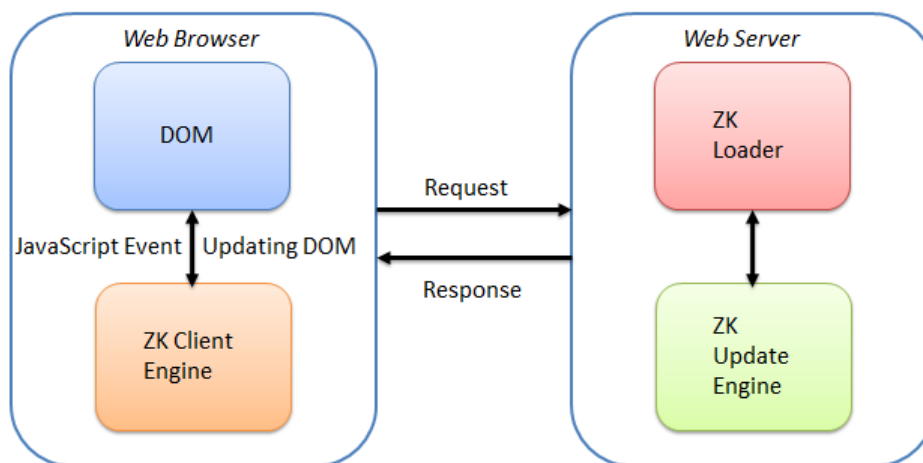 Web Browser
Web Server
DOM
ZK
Loader
Request
JavaScript Event
Updating DOM
Response
ZK Client
Engine
ZK
Update
Engine